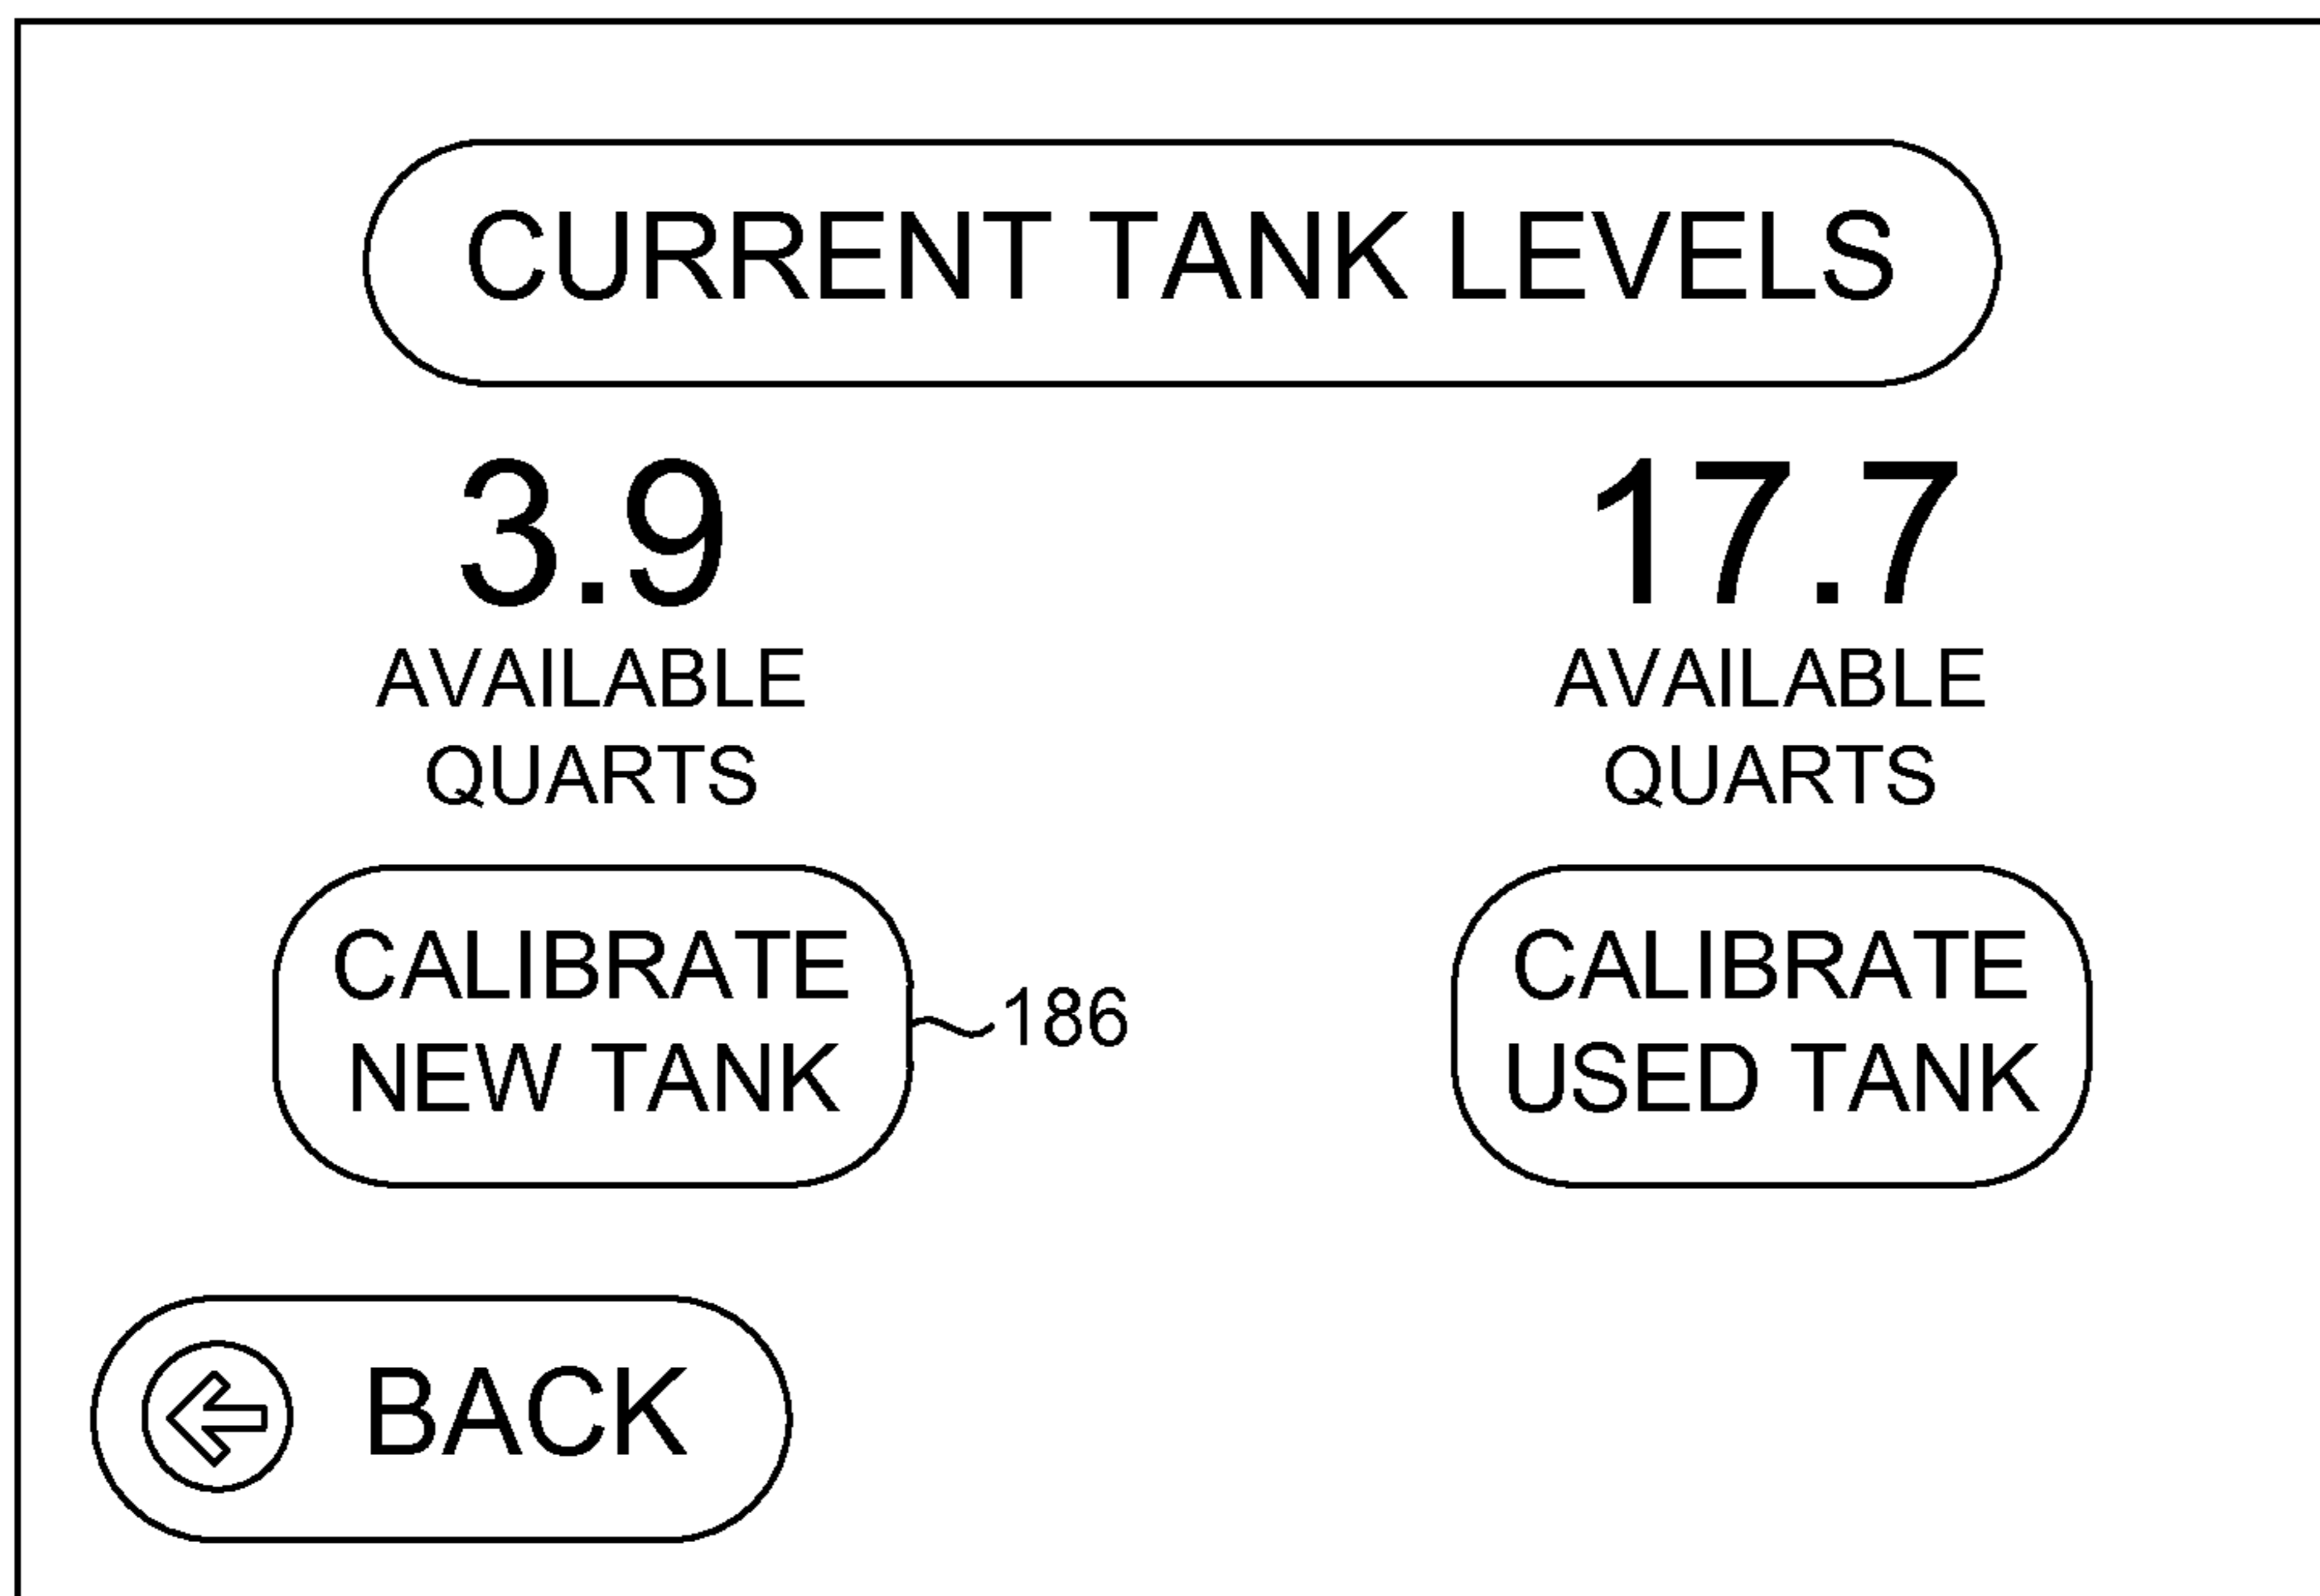 CURRENT TANK LEVELS
3.9
AVAILABLE
QUARTS
17.7
AVAILABLE
QUARTS
CALIBRATE
NEW TANK
186
CALIBRATE
USED TANK
BACK